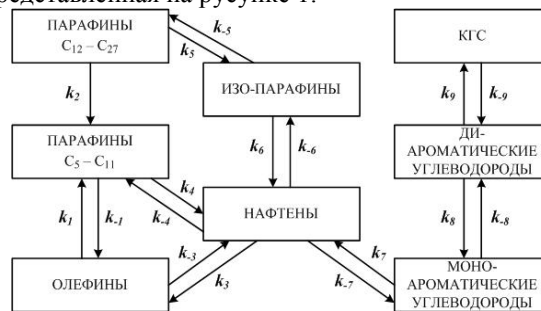 редставленная на рисунке 1.
ПАРАФИНЫ
C12 – C27
k5
k-5
КГС
k2
ИЗО-ПАРАФИНЫ
k9
k-9
ПАРАФИНЫ
C5 – C11
k6
k-6
ДИ-
АРОМАТИЧЕСКИЕ
УГЛЕВОДОРОДЫ
k4
k-4
k1
k-1
НАФТЕНЫ
k8
k-8
k-3
k3
k7
k-7
ОЛЕФИНЫ
МОНО-
АРОМАТИЧЕСКИЕ
УГЛЕВОДОРОДЫ